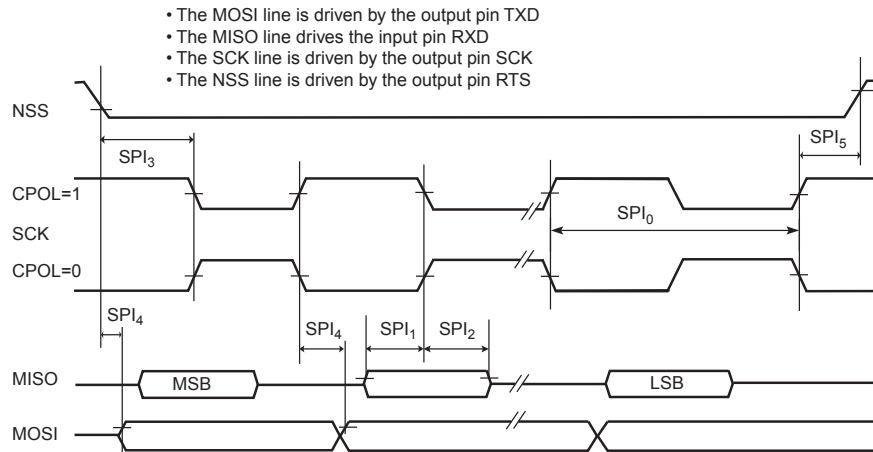 • The MOSI line is driven by the output pin TXD
• The MISO line drives the input pin RXD
• The SCK line is driven by the output pin SCK
• The NSS line is driven by the output pin RTS
NSS
SPI₃
SPI₅
CPOL=1
SPI₀
SCK
CPOL=0
SPI₄
SPI₄
SPI₁
SPI₂
MISO
MSB
LSB
MOSI